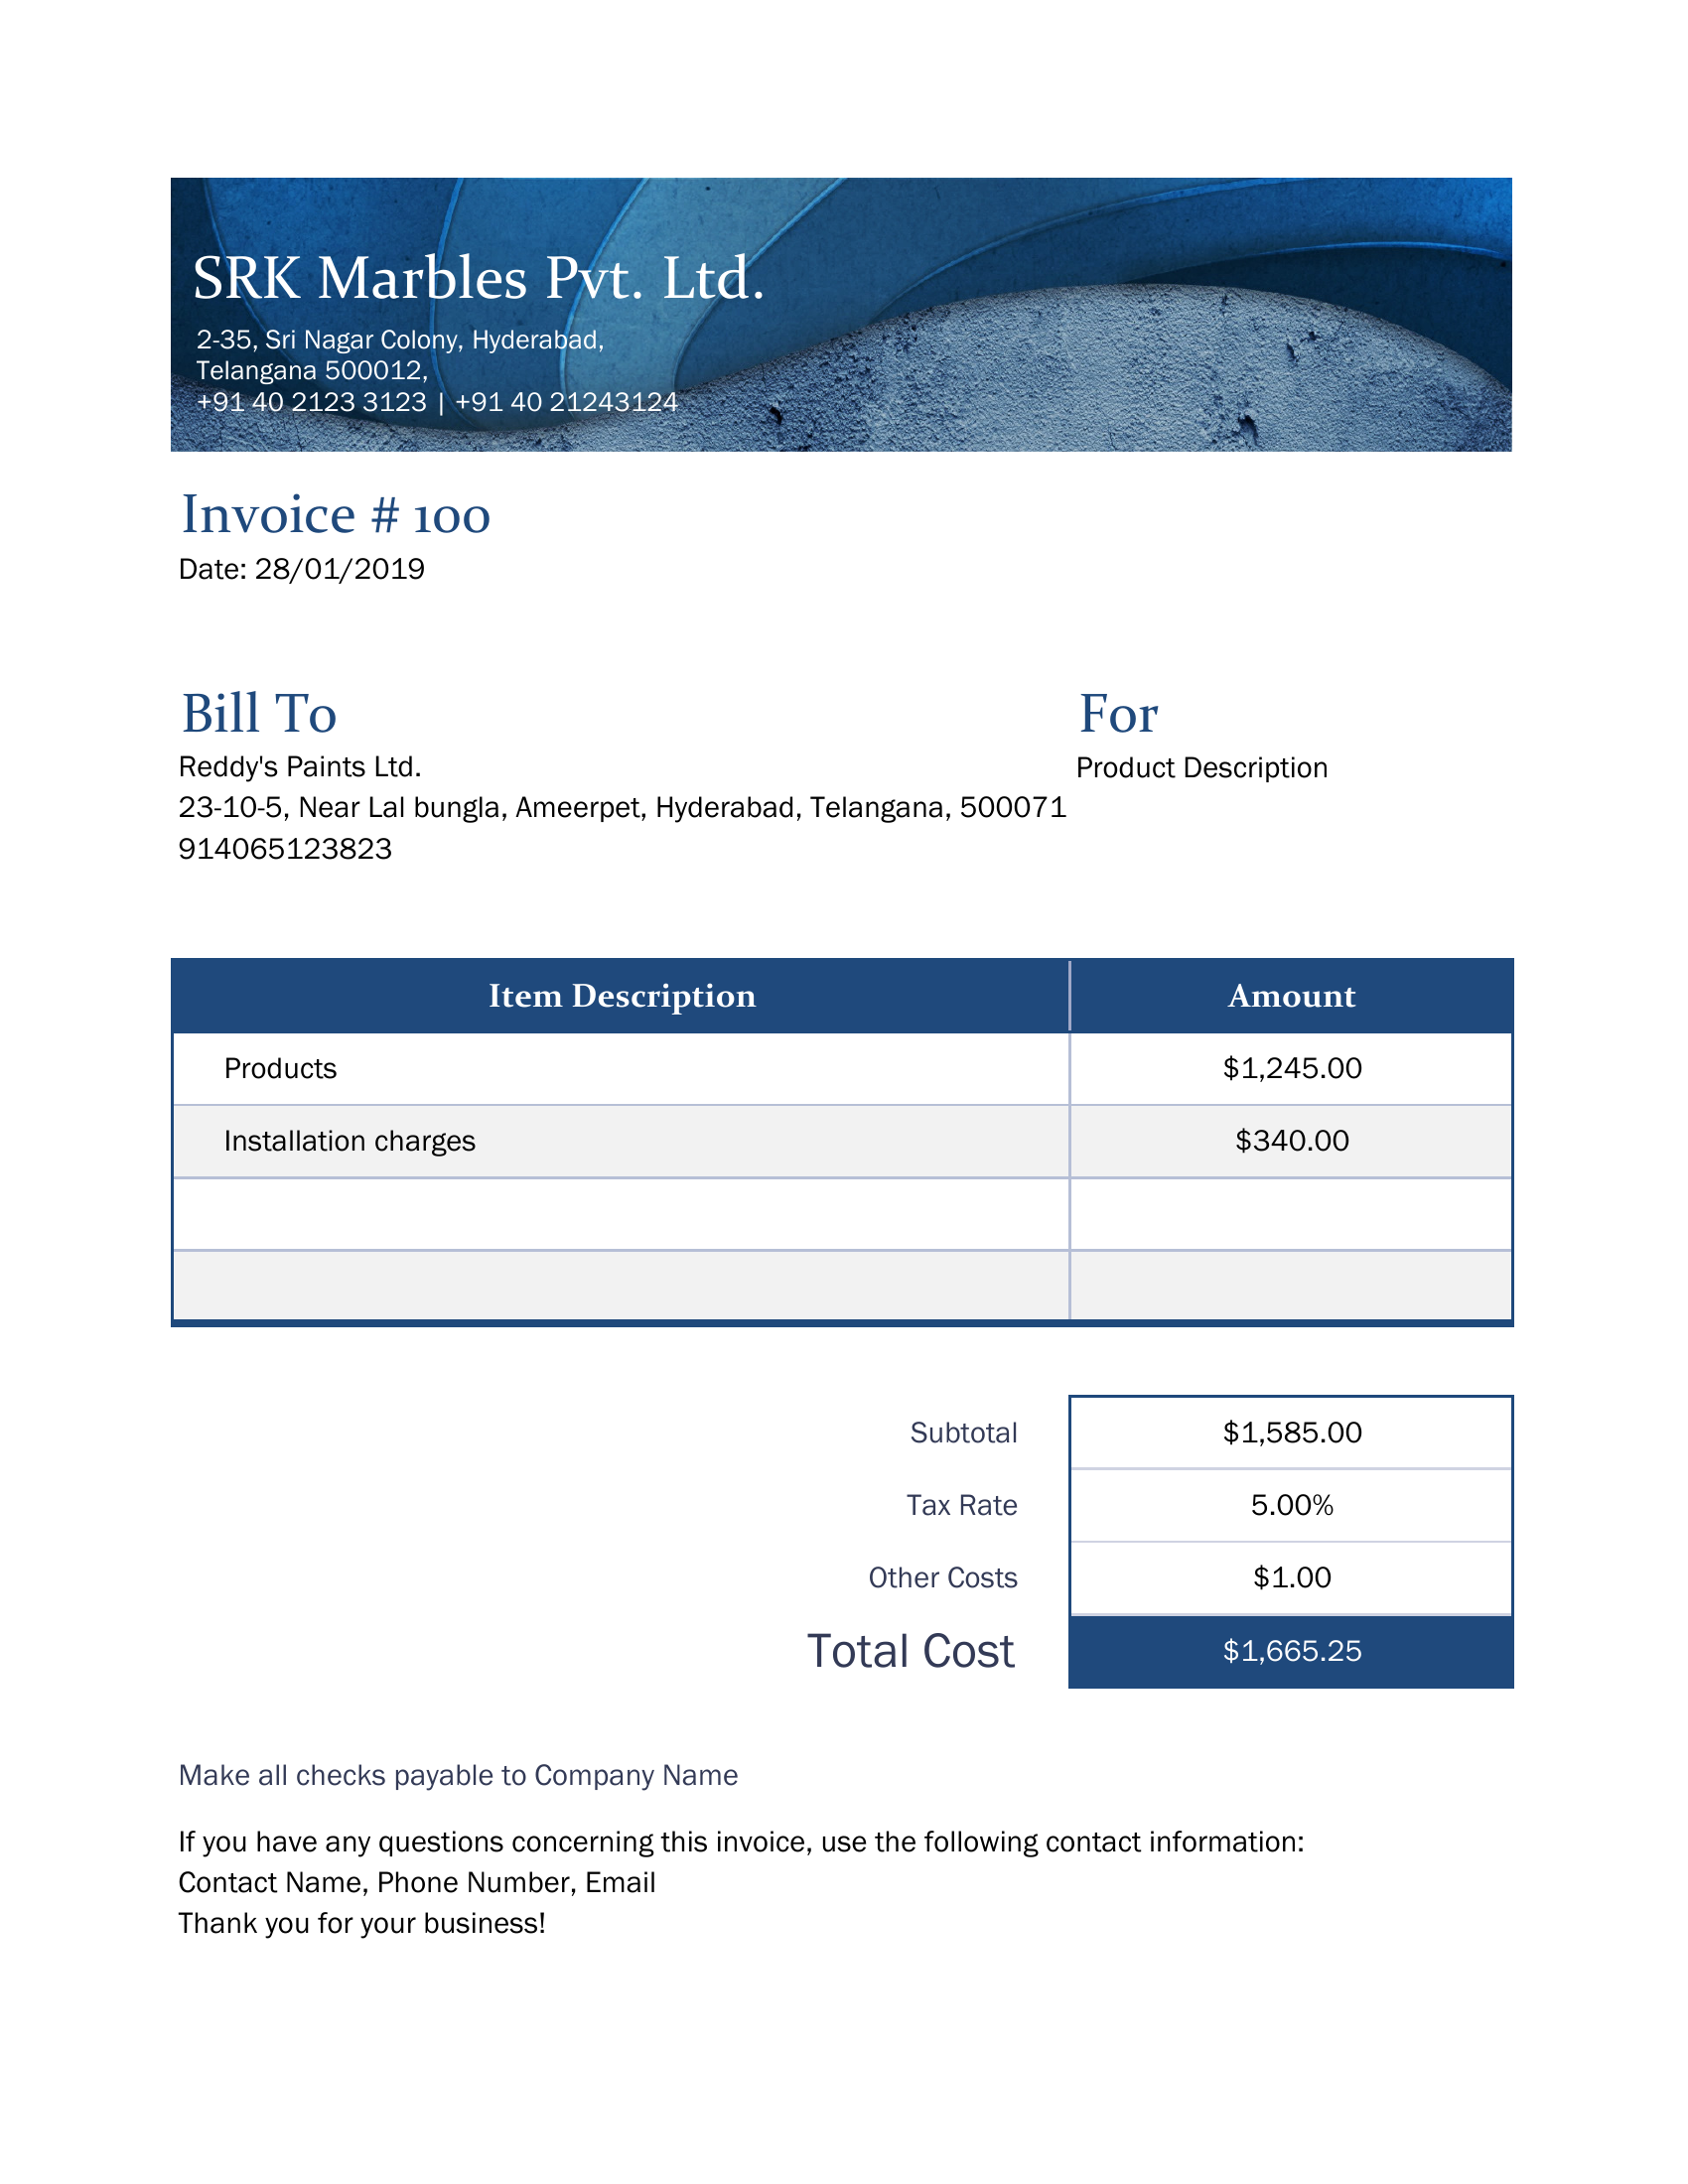 SRK Marbles Pvt. Ltd.
2-35, Sri Nagar Colony, Hyderabad,
Telangana 500012,
+91 40 2123 3123 | +91 40 21243124
Invoice # 100
Date: 28/01/2019
Bill To
Reddy's Paints Ltd.
23-10-5, Near Lal bungla, Ameerpet, Hyderabad, Telangana, 500071
914065123823
For
Product Description
Item Description Amount
Products $1,245.00
Installation charges $340.00
Subtotal $1,585.00
Tax Rate 5.00%
Other Costs $1.00
Total Cost $1,665.25
Make all checks payable to Company Name
If you have any questions concerning this invoice, use the following contact information:
Contact Name, Phone Number, Email
Thank you for your business!